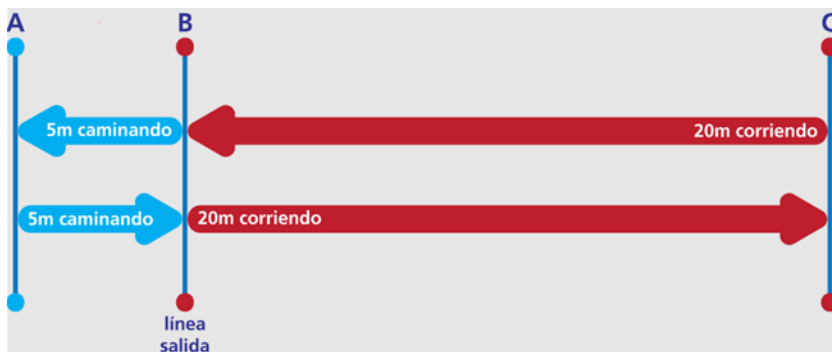 A B C
5m caminando 20m corriendo
5m caminando 20m corriendo
línea
salida